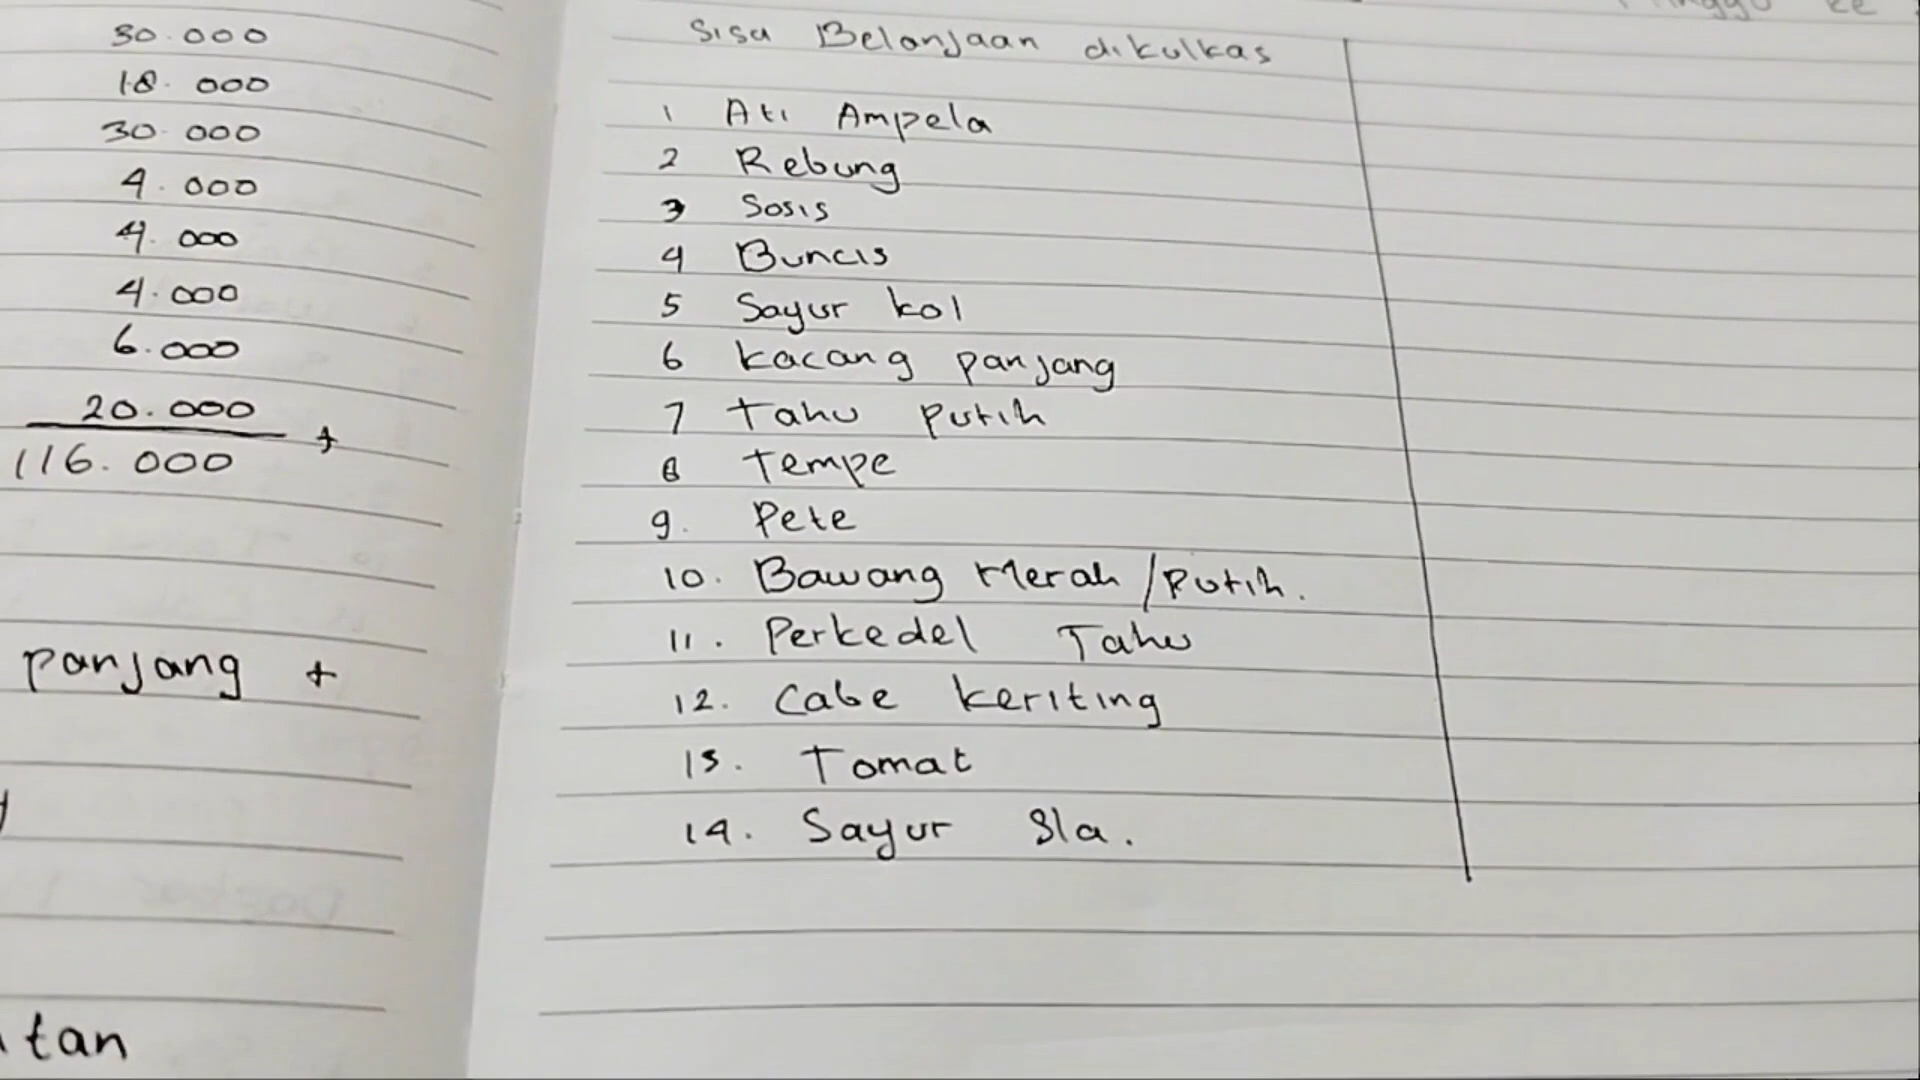 30.000
18.000
30.000
4.000
4.000
4.000
6.000
20.000 +
116.000
panjang +
tan
ke
Sisa Belanjaan dikulkas
1 Ati Ampela
2 Rebung
3 Sosis
4 Buncis
5 Sayur kol
6 kacang panjang
7 tahu putih
8 tempe
9. Pete
10. Bawang Merah/Putih.
11. Perkedel Tahu
12. Cabe keriting
13. Tomat
14. Sayur Sla.